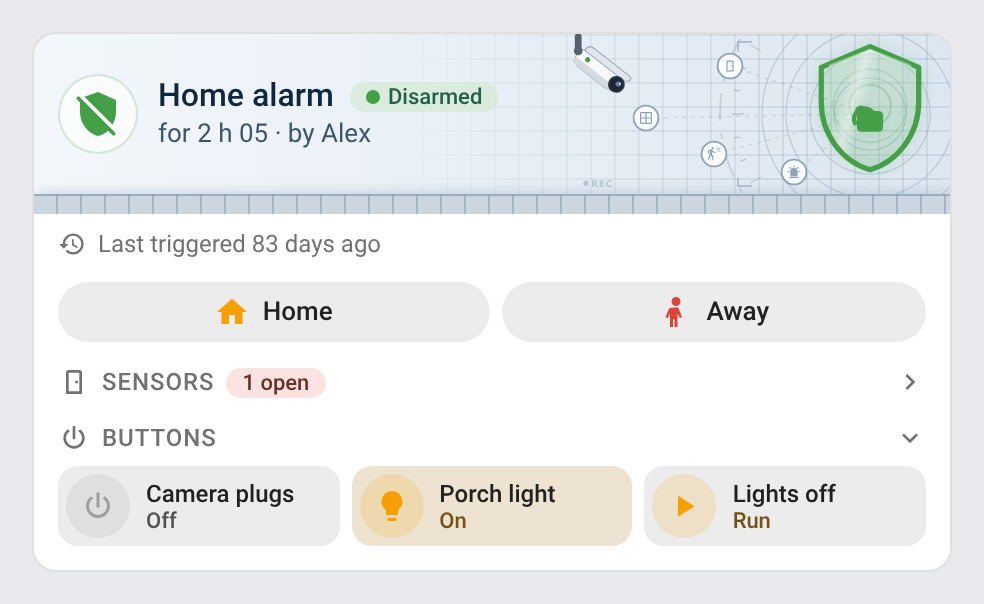 Home alarm Disarmed
for 2 h 05 · by Alex
REC
Last triggered 83 days ago
Home Away
SENSORS 1 open
BUTTONS
Camera plugs Porch light Lights off
Off On Run